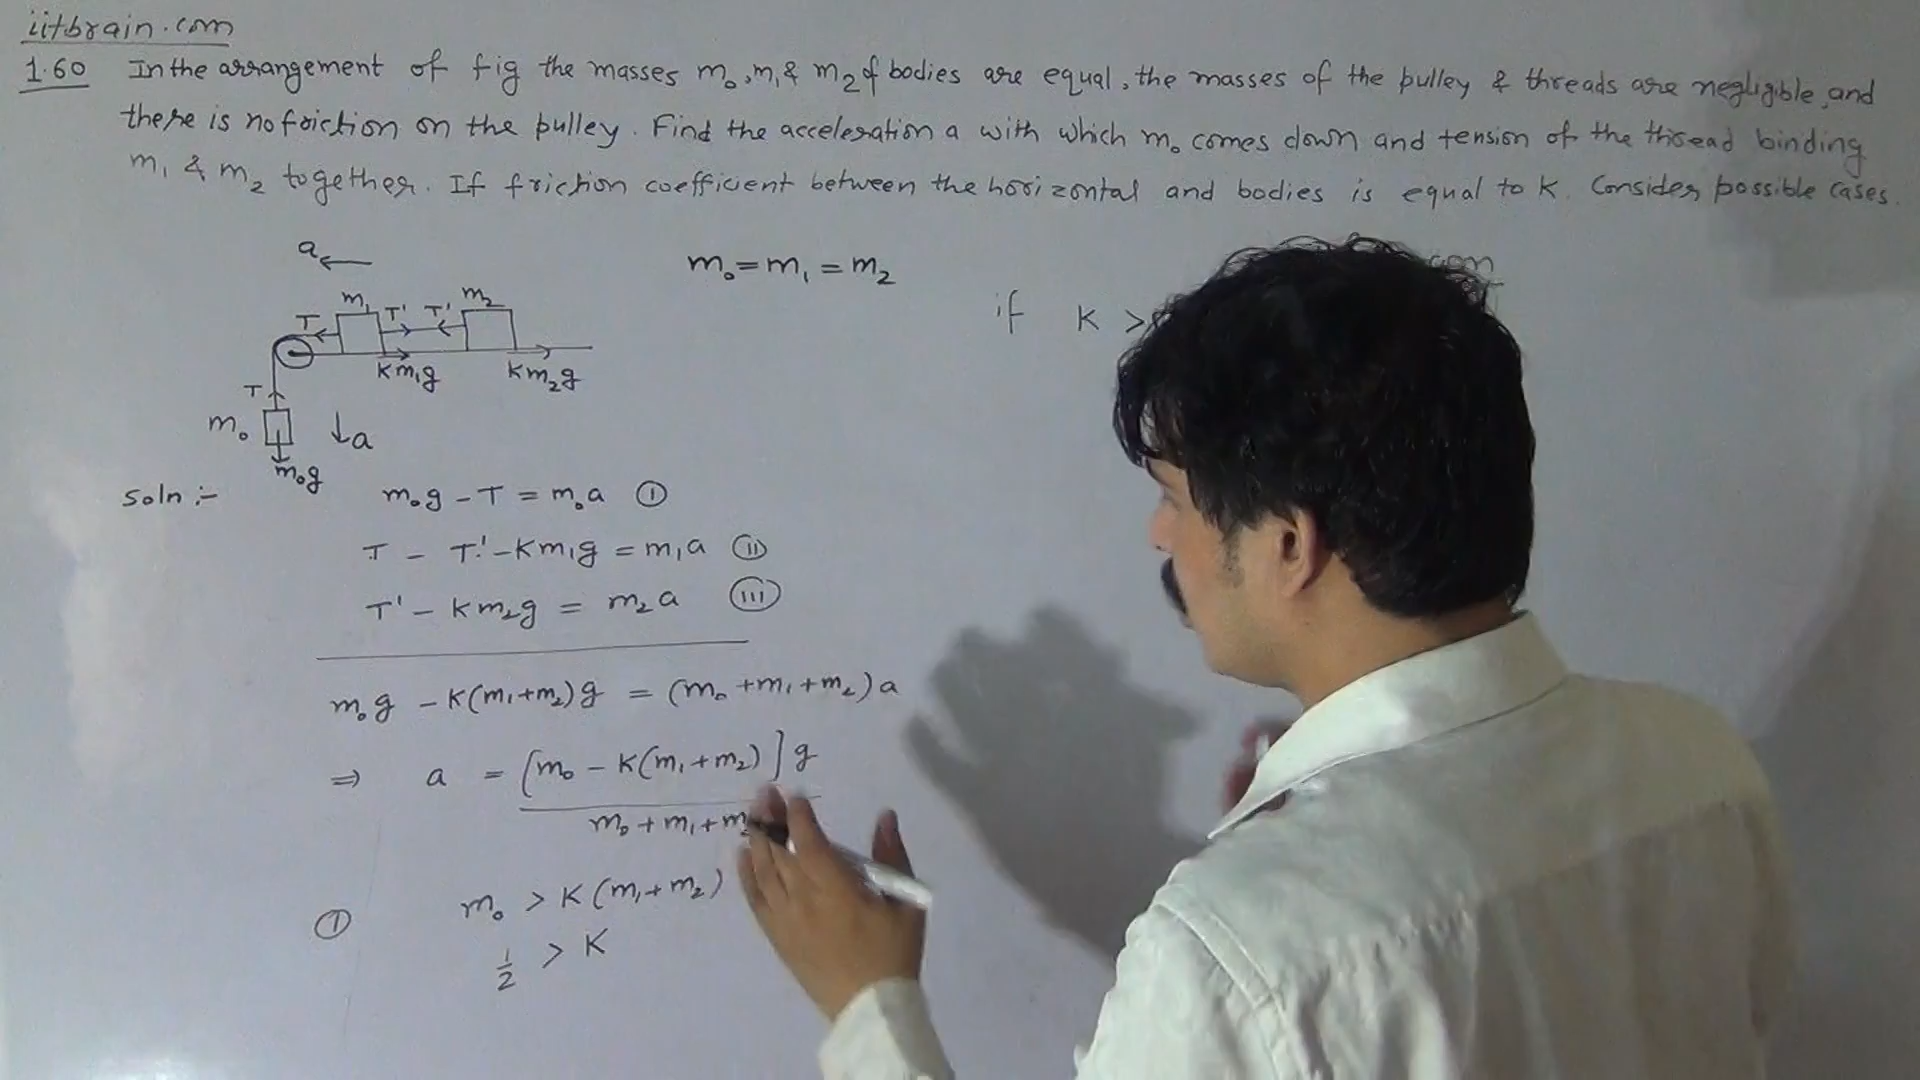 iitbrain.com
1.60 In the arrangement of fig the masses m₀, m₁ & m₂ of bodies are equal, the masses of the pulley & threads are negligible, and
there is no friction on the pulley. Find the acceleration a with which m₀ comes down and tension of the thread binding
m₁ & m₂ together. If friction coefficient between the horizontal and bodies is equal to K. Consider possible cases.
a
m₀ = m₁ = m₂
if K >
T m₁ T' T' m₂
Km₁g Km₂g
T
m₀ a
m₀g
Soln :-
m₀g - T = m₀a (I)
T - T' - Km₁g = m₁a (II)
T' - Km₂g = m₂a (III)
m₀g - K(m₁+m₂)g = (m₀+m₁+m₂)a
⇒ a = [m₀ - K(m₁+m₂)]g
m₀+m₁+m₂
(I) m₀ > K(m₁+m₂)
1/2 > K